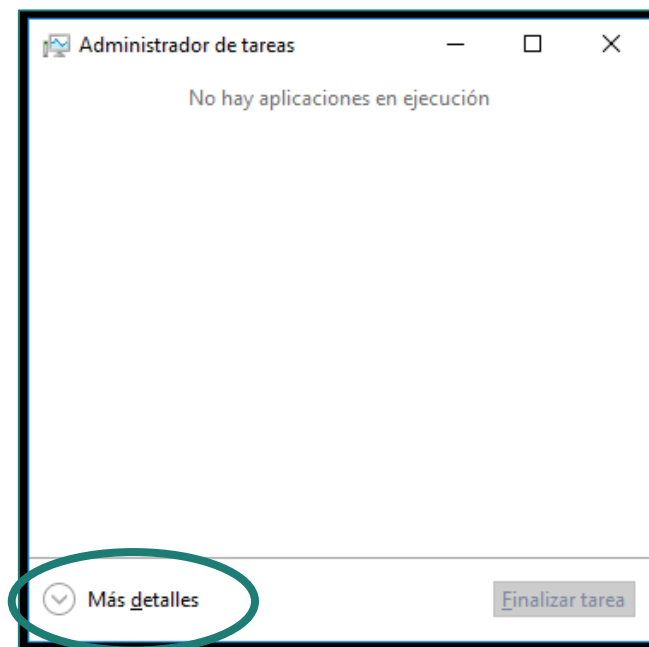 Administrador de tareas
No hay aplicaciones en ejecución
Más detalles
Finalizar tarea